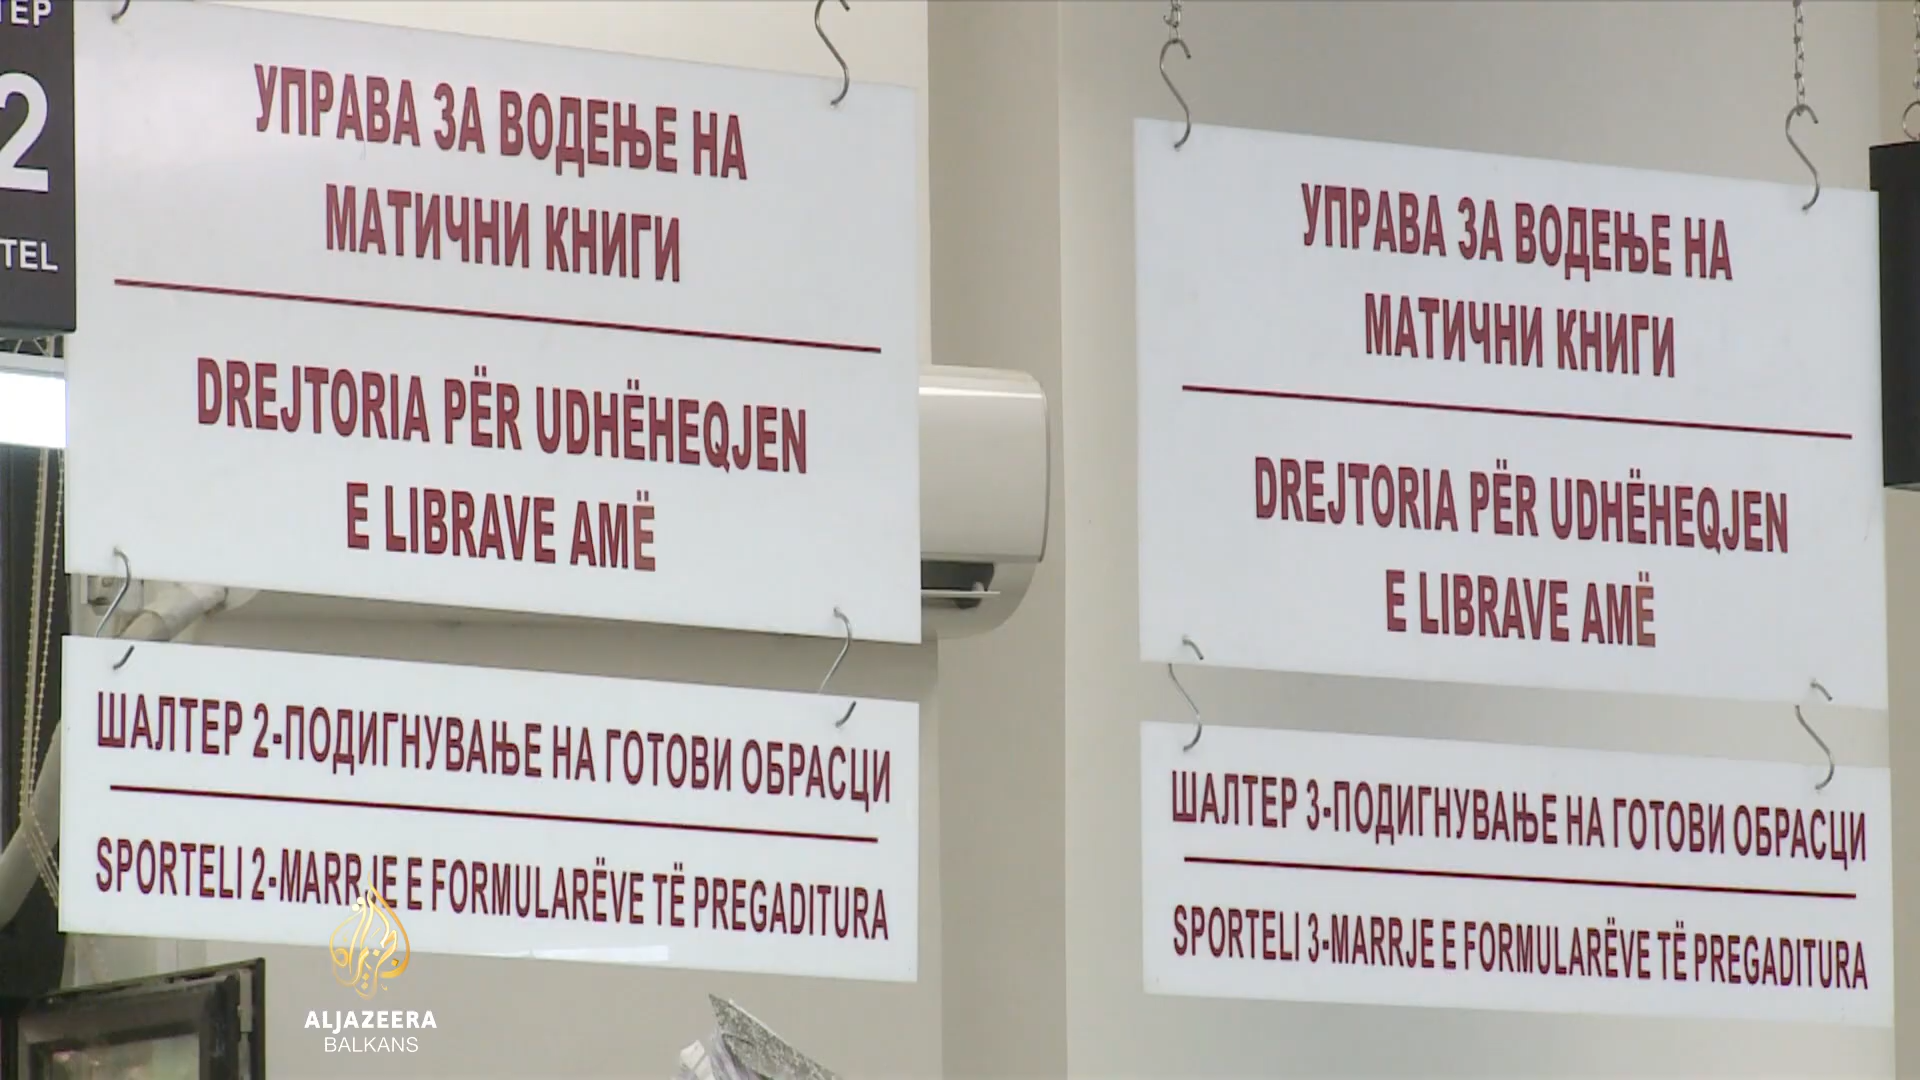 2
УПРАВА ЗА ВОДЕЊЕ НА
МАТИЧНИ КНИГИ
DREJTORIA PËR UDHËHEQJEN
E LIBRAVE AMË
ШАЛТЕР 2-ПОДИГНУВАЊЕ НА ГОТОВИ ОБРАСЦИ
SPORTELI 2-MARRJE E FORMULARËVE TË PREGADITURA
УПРАВА ЗА ВОДЕЊЕ НА
МАТИЧНИ КНИГИ
DREJTORIA PËR UDHËHEQJEN
E LIBRAVE AMË
ШАЛТЕР 3-ПОДИГНУВАЊЕ НА ГОТОВИ ОБРАСЦИ
SPORTELI 3-MARRJE E FORMULARËVE TË PREGADITURA
ALJAZEERA
BALKANS